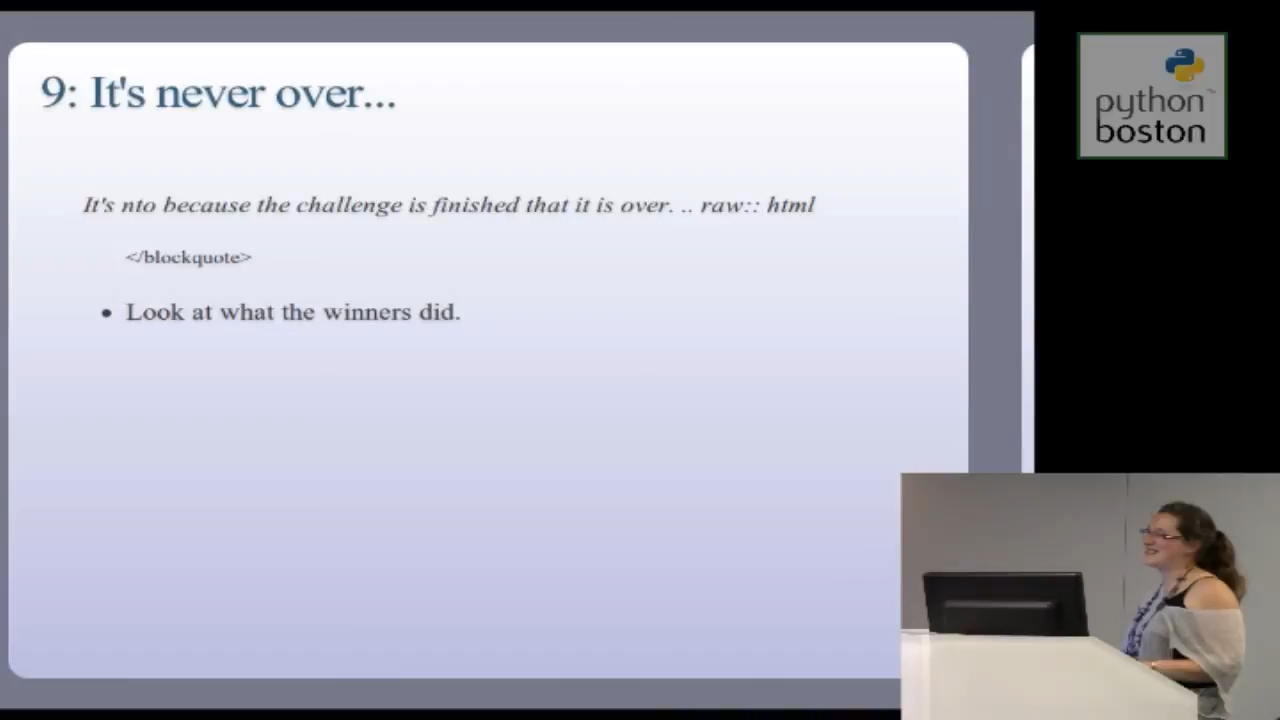 9: It's never over...
It's nto because the challenge is finished that it is over. .. raw:: html
</blockquote>
• Look at what the winners did.
python
boston